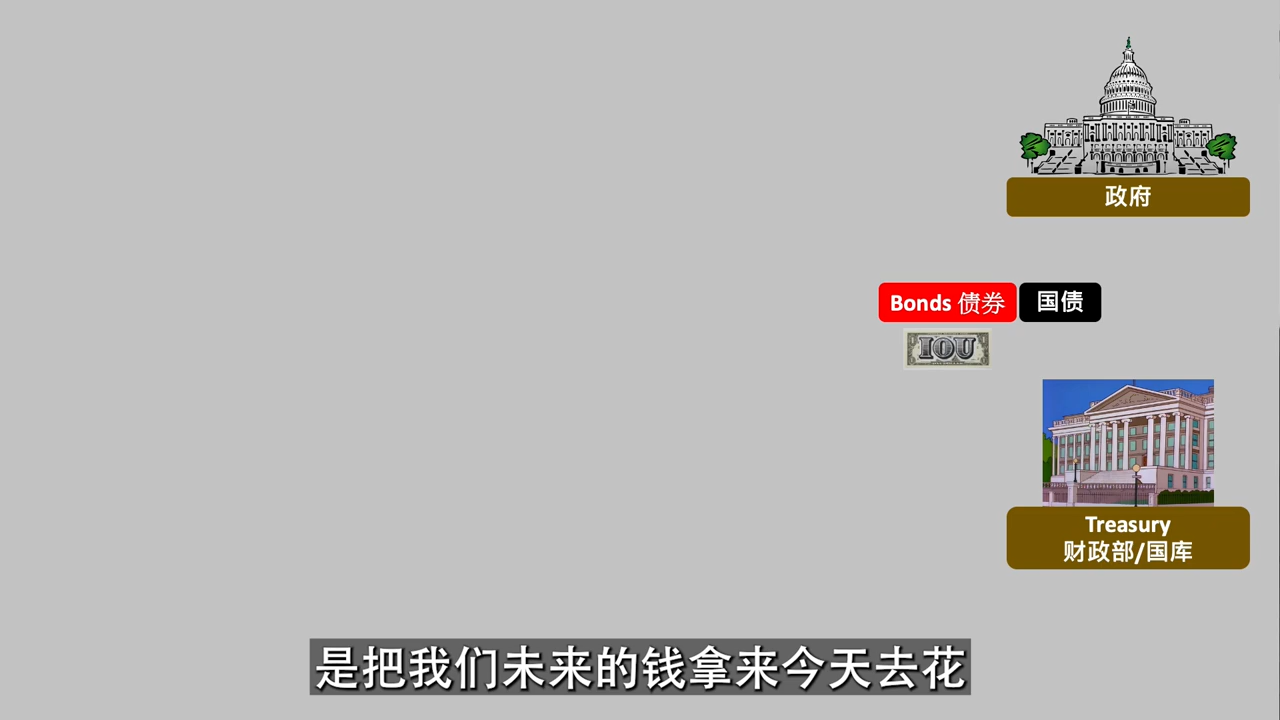 政府
Bonds 债券
国债
IOU
Treasury
财政部/国库
是把我们未来的钱拿来今天去花